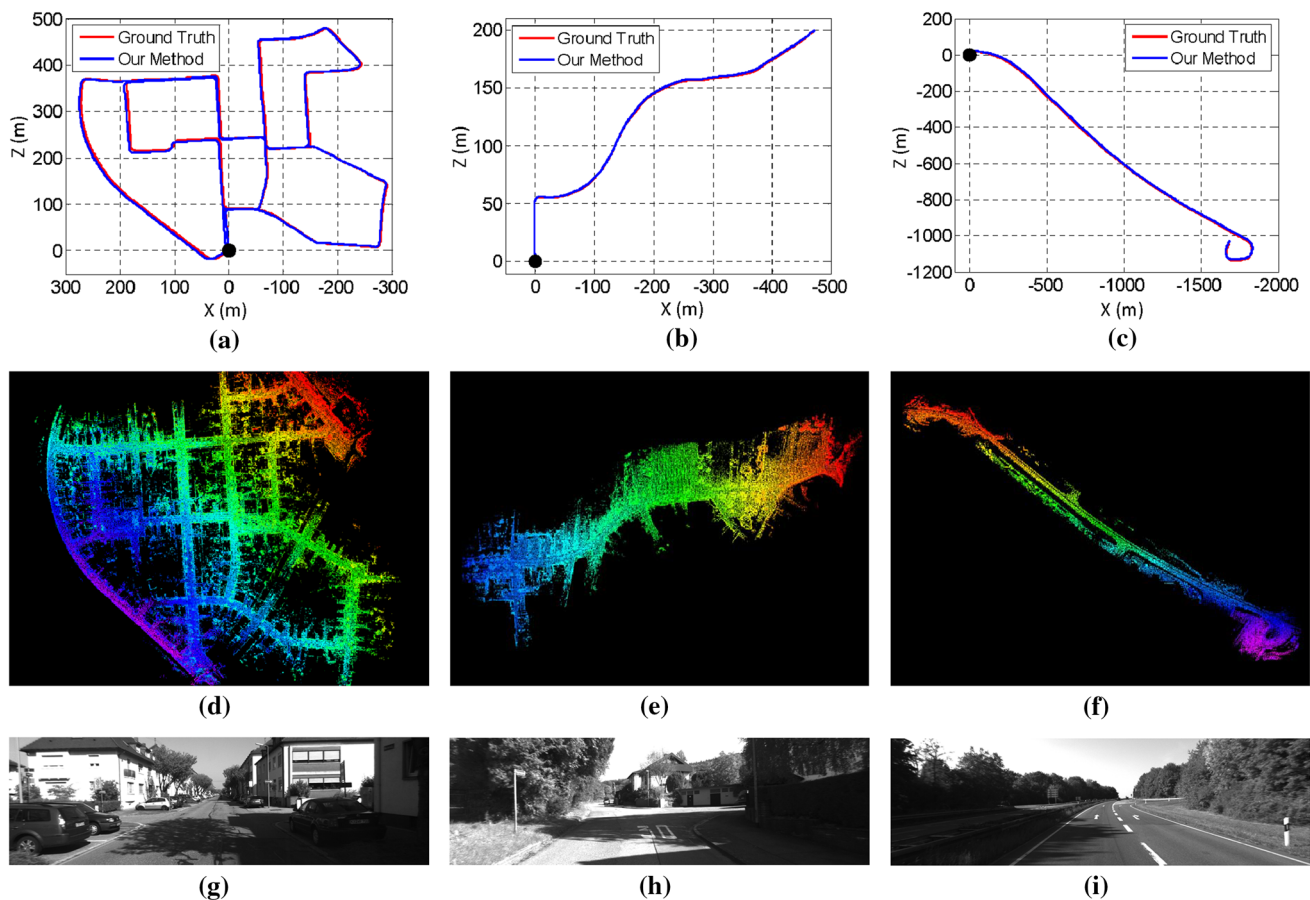 Ground Truth
Our Method
500
400
300
200
100
0
Z (m)
300 200 100 0 -100 -200 -300
X (m)
(a)
Ground Truth
Our Method
200
150
100
50
0
Z (m)
0 -100 -200 -300 -400 -500
X (m)
(b)
Ground Truth
Our Method
200
0
-200
-400
-600
-800
-1000
-1200
Z (m)
0 -500 -1000 -1500 -2000
X (m)
(c)
(d)
(e)
(f)
(g)
(h)
(i)